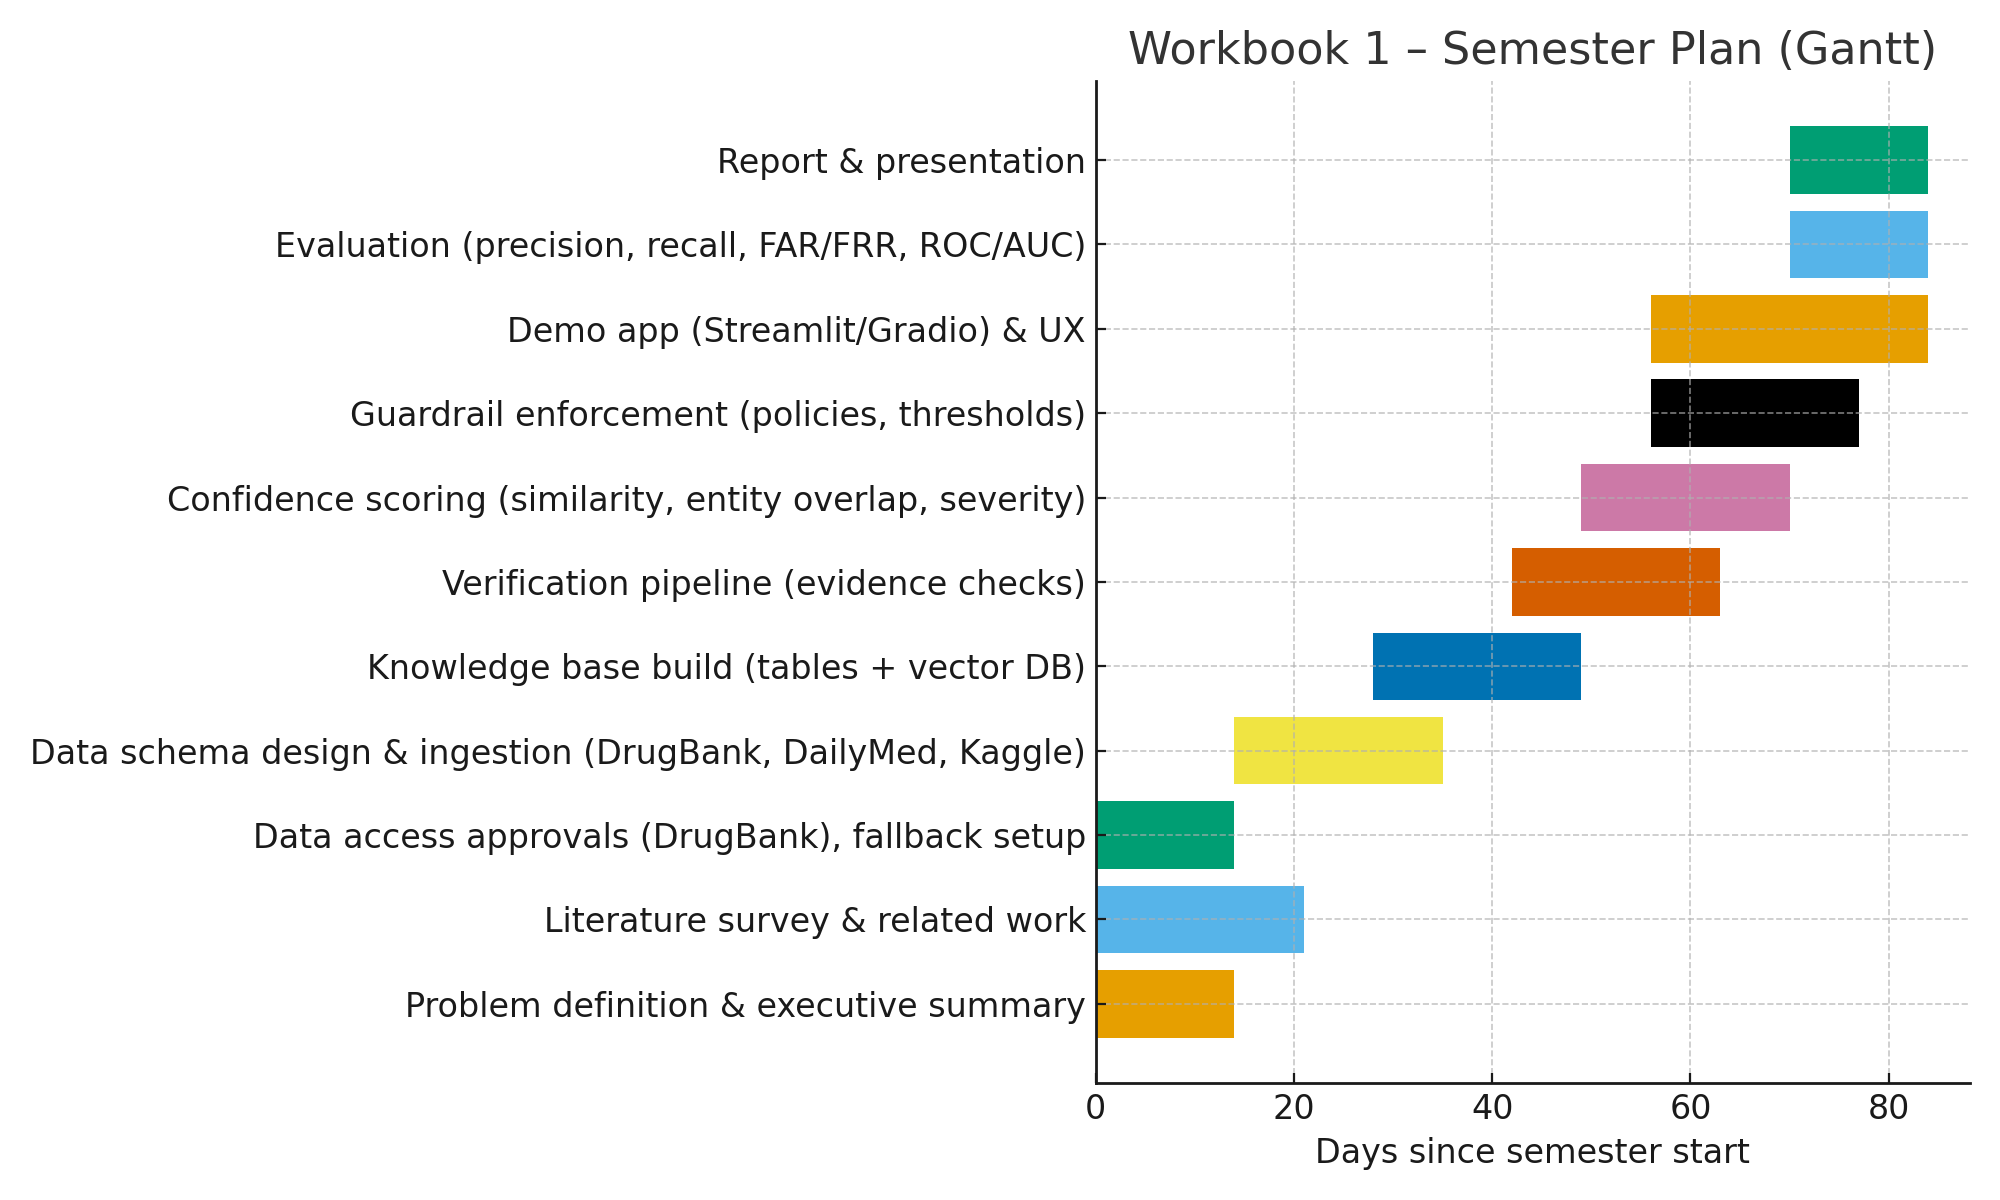 Workbook 1 – Semester Plan (Gantt)
Report & presentation
Evaluation (precision, recall, FAR/FRR, ROC/AUC)
Demo app (Streamlit/Gradio) & UX
Guardrail enforcement (policies, thresholds)
Confidence scoring (similarity, entity overlap, severity)
Verification pipeline (evidence checks)
Knowledge base build (tables + vector DB)
Data schema design & ingestion (DrugBank, DailyMed, Kaggle)
Data access approvals (DrugBank), fallback setup
Literature survey & related work
Problem definition & executive summary
0 20 40 60 80
Days since semester start